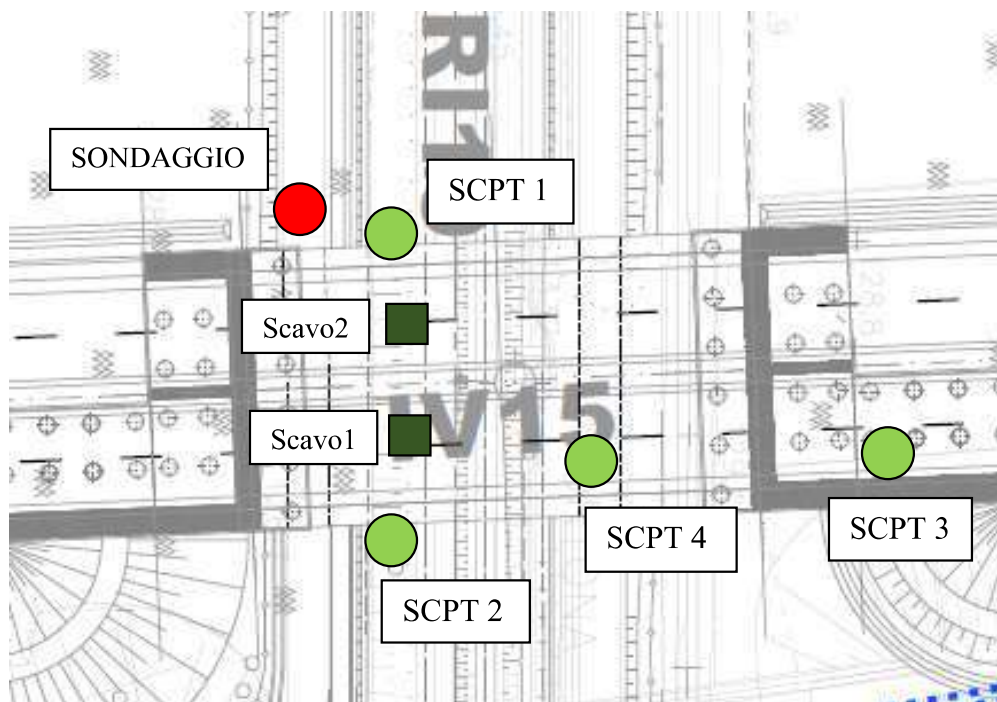 SONDAGGIO
SCPT 1
Scavo2
Scavo1
IV15
SCPT 4
SCPT 3
SCPT 2